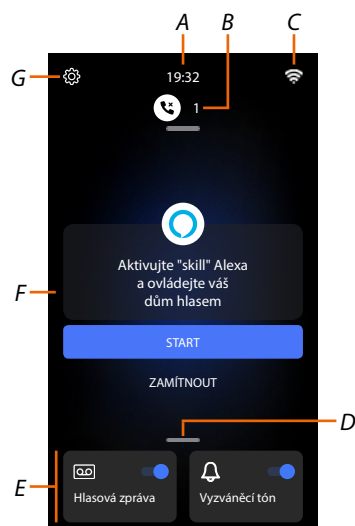 A
B
C
G
19:32
1
Aktivujte "skill" Alexa
a ovládejte váš
dům hlasem
F
START
ZAMÍTNOUT
D
E
Hlasová zpráva
Vyzváněcí tón